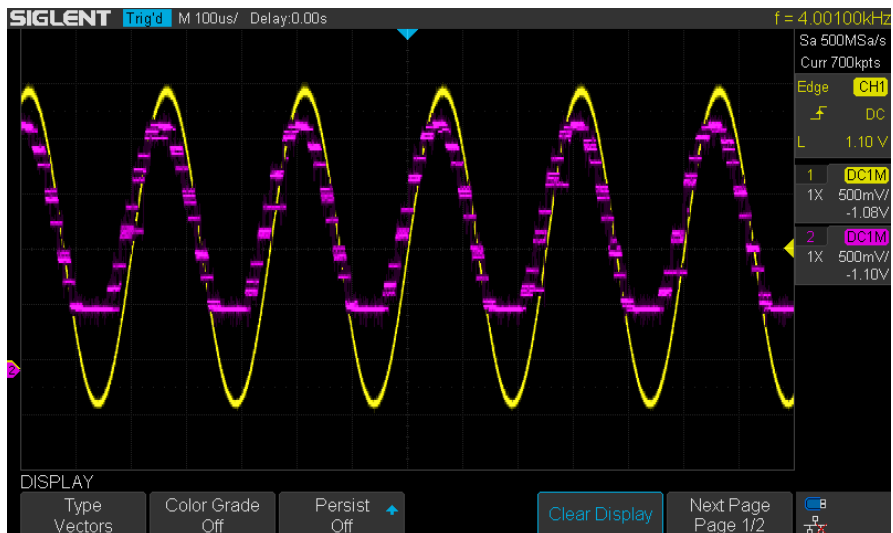 SIGLENT Trig'd M 100us/ Delay:0.00s f = 4.00100kHz
Sa 500MSa/s
Curr 700kpts
Edge CH1
DC
L 1.10 V
1 DC1M
1X 500mV/
-1.08V
2 DC1M
1X 500mV/
-1.10V
2
DISPLAY
Type Color Grade Persist Clear Display Next Page
Vectors Off Off Page 1/2